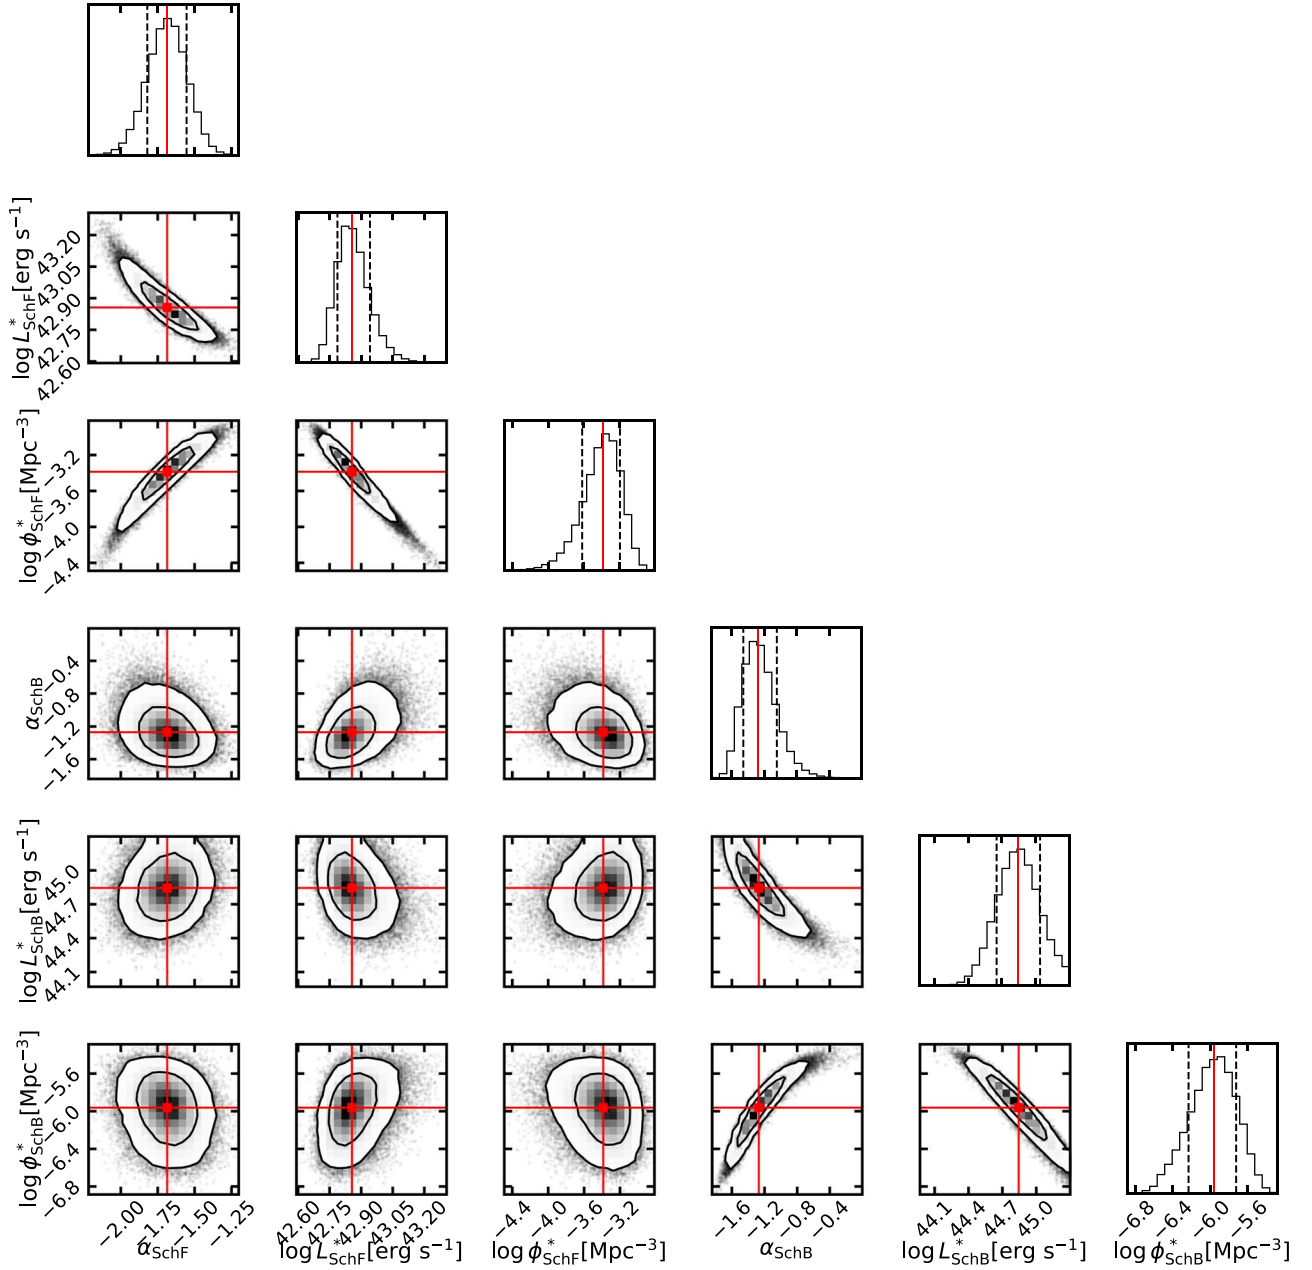 log L*SchF[erg s−1]
43.20
43.05
42.90
42.75
42.60
log ϕ*SchF[Mpc−3]
−3.2
−3.6
−4.0
−4.4
αSchB
−0.4
−0.8
−1.2
−1.6
log L*SchB[erg s−1]
45.0
44.7
44.4
44.1
log ϕ*SchB[Mpc−3]
−5.6
−6.0
−6.4
−6.8
−2.00 −1.75 −1.50 −1.25
αSchF
42.60 42.75 42.90 43.05 43.20
log L*SchF[erg s−1]
−4.4 −4.0 −3.6 −3.2
log ϕ*SchF[Mpc−3]
−1.6 −1.2 −0.8 −0.4
αSchB
44.1 44.4 44.7 45.0
log L*SchB[erg s−1]
−6.8 −6.4 −6.0 −5.6
log ϕ*SchB[Mpc−3]